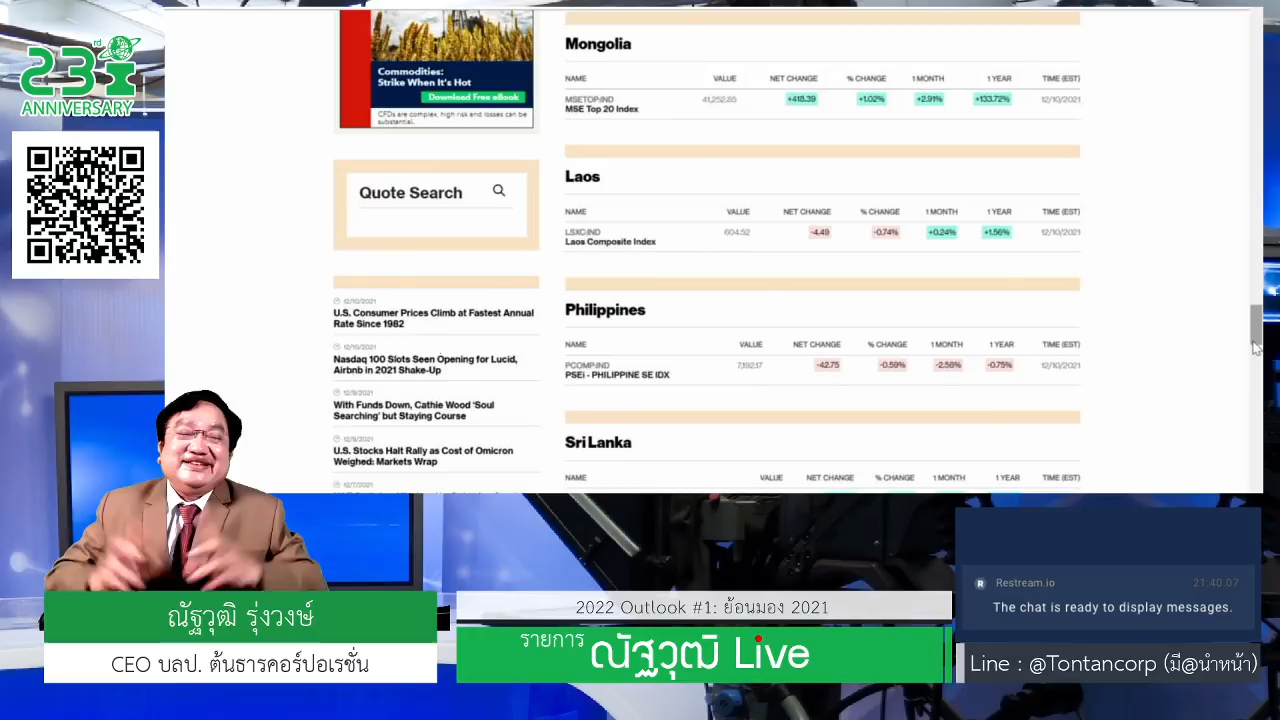 23rd
ANNIVERSARY
Commodities:
Strike When It's Hot
Download Free eBook
CFDs are complex, high risk and losses can be
substantial.
Quote Search
12/10/2021
U.S. Consumer Prices Climb at Fastest Annual
Rate Since 1982
12/10/2021
Nasdaq 100 Slots Seen Opening for Lucid,
Airbnb in 2021 Shake-Up
12/9/2021
With Funds Down, Cathie Wood 'Soul
Searching' but Staying Course
12/9/2021
U.S. Stocks Halt Rally as Cost of Omicron
Weighed: Markets Wrap
12/7/2021
Mongolia
NAME VALUE NET CHANGE % CHANGE 1 MONTH 1 YEAR TIME (EST)
MSETOP:IND 41,252.85 +418.39 +1.02% +2.91% +133.72% 12/10/2021
MSE Top 20 Index
Laos
NAME VALUE NET CHANGE % CHANGE 1 MONTH 1 YEAR TIME (EST)
LSXC:IND 604.52 -4.49 -0.74% +0.24% +1.56% 12/10/2021
Laos Composite Index
Philippines
NAME VALUE NET CHANGE % CHANGE 1 MONTH 1 YEAR TIME (EST)
PCOMP:IND 7,192.17 -42.75 -0.59% -2.58% -0.75% 12/10/2021
PSEi - PHILIPPINE SE IDX
Sri Lanka
NAME VALUE NET CHANGE % CHANGE 1 MONTH 1 YEAR TIME (EST)
ณัฐวุฒิ รุ่งวงษ์
CEO บลป. ต้นธารคอร์ปอเรชั่น
2022 Outlook #1: ย้อนมอง 2021
รายการ ณัฐวุฒิ Live
Restream.io 21:40:07
The chat is ready to display messages.
Line : @Tontancorp (มี@นำหน้า)